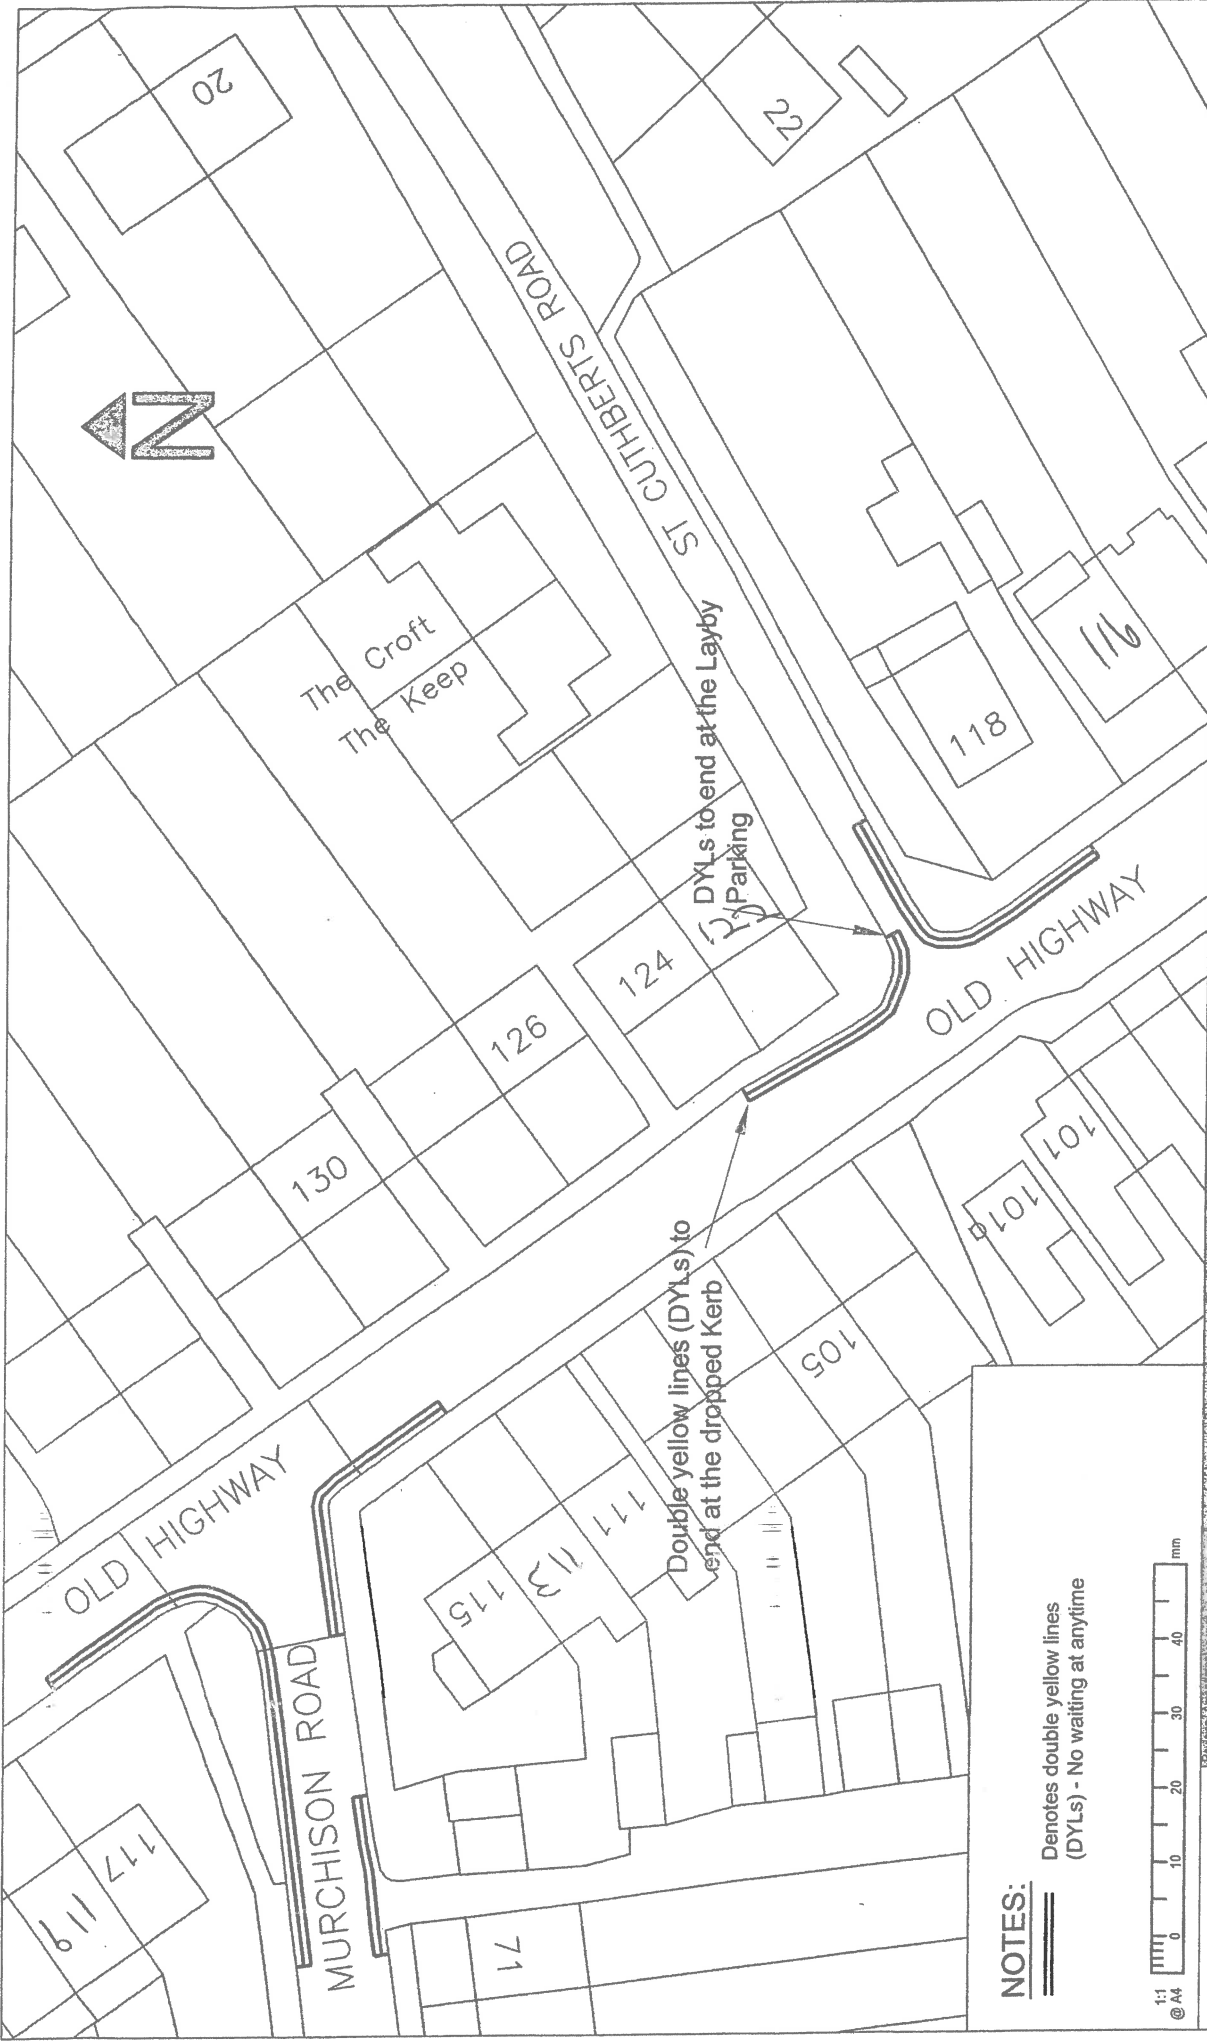 20
22
N
ST CUTHBERTS ROAD
The Croft
The Keep
DYLs to end at the Layby
Parking
116
118
124
126
130
OLD HIGHWAY
101
101a
105
Double yellow lines (DYLs) to
end at the dropped Kerb
111
113
115
OLD HIGHWAY
MURCHISON ROAD
117
119
71
NOTES:
Denotes double yellow lines
(DYLs) - No waiting at anytime
1:1
@ A4
0 10 20 30 40 mm